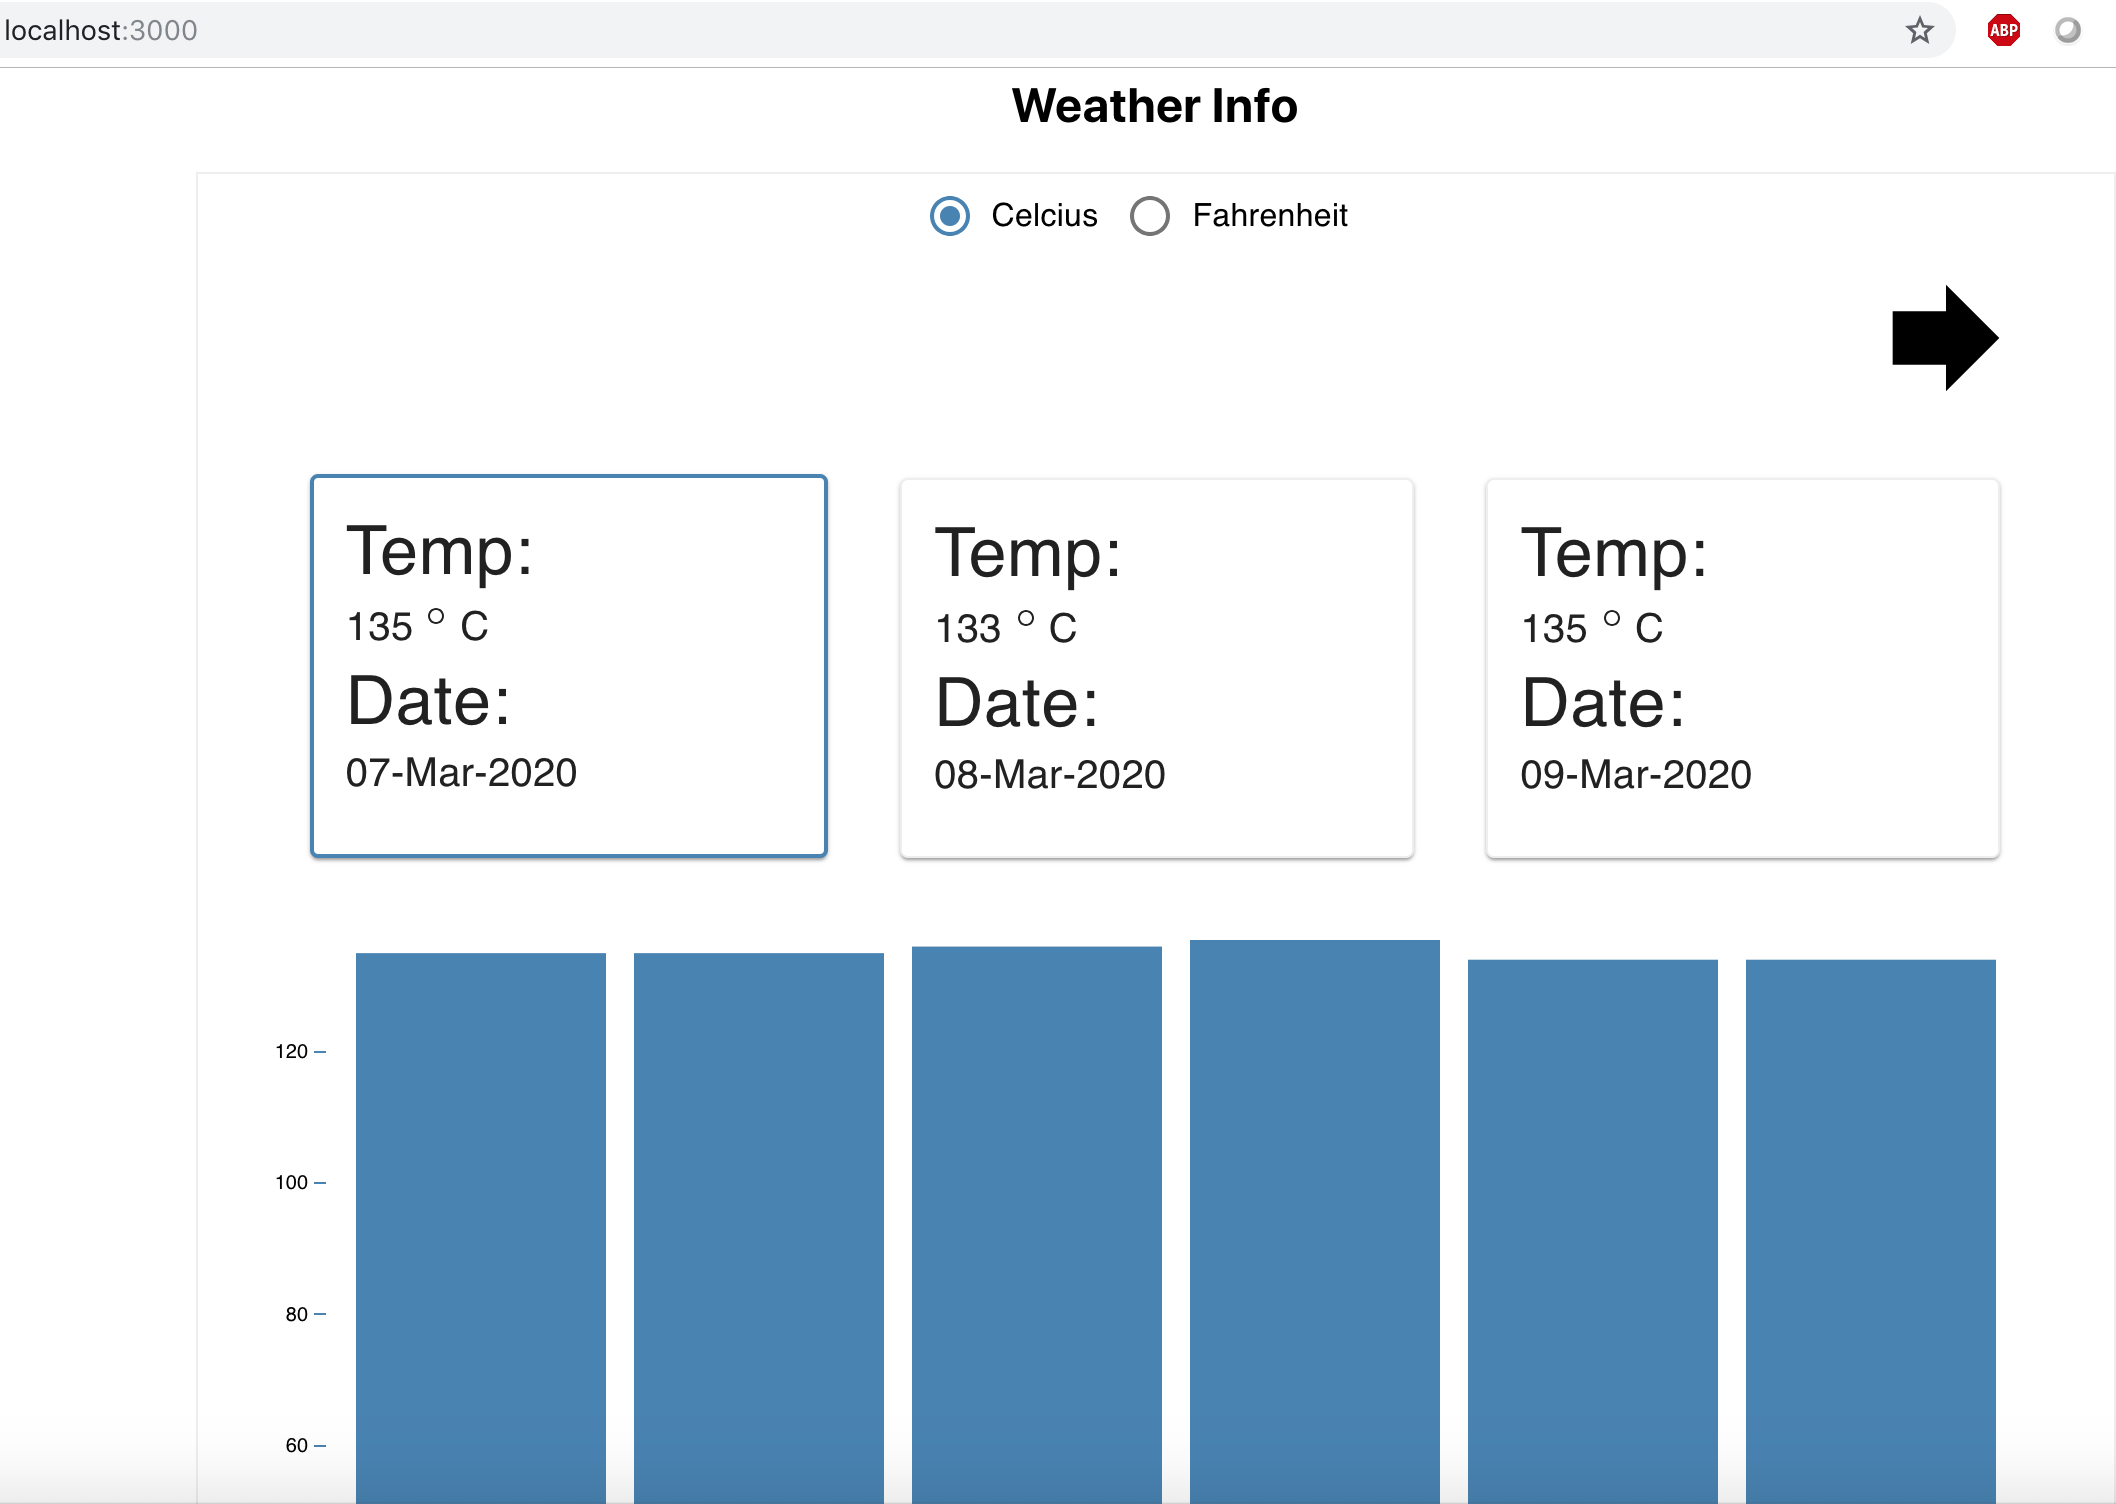 localhost:3000
ABP
Weather Info
Celcius Fahrenheit
Temp:
135 ° C
Date:
07-Mar-2020
Temp:
133 ° C
Date:
08-Mar-2020
Temp:
135 ° C
Date:
09-Mar-2020
120
100
80
60